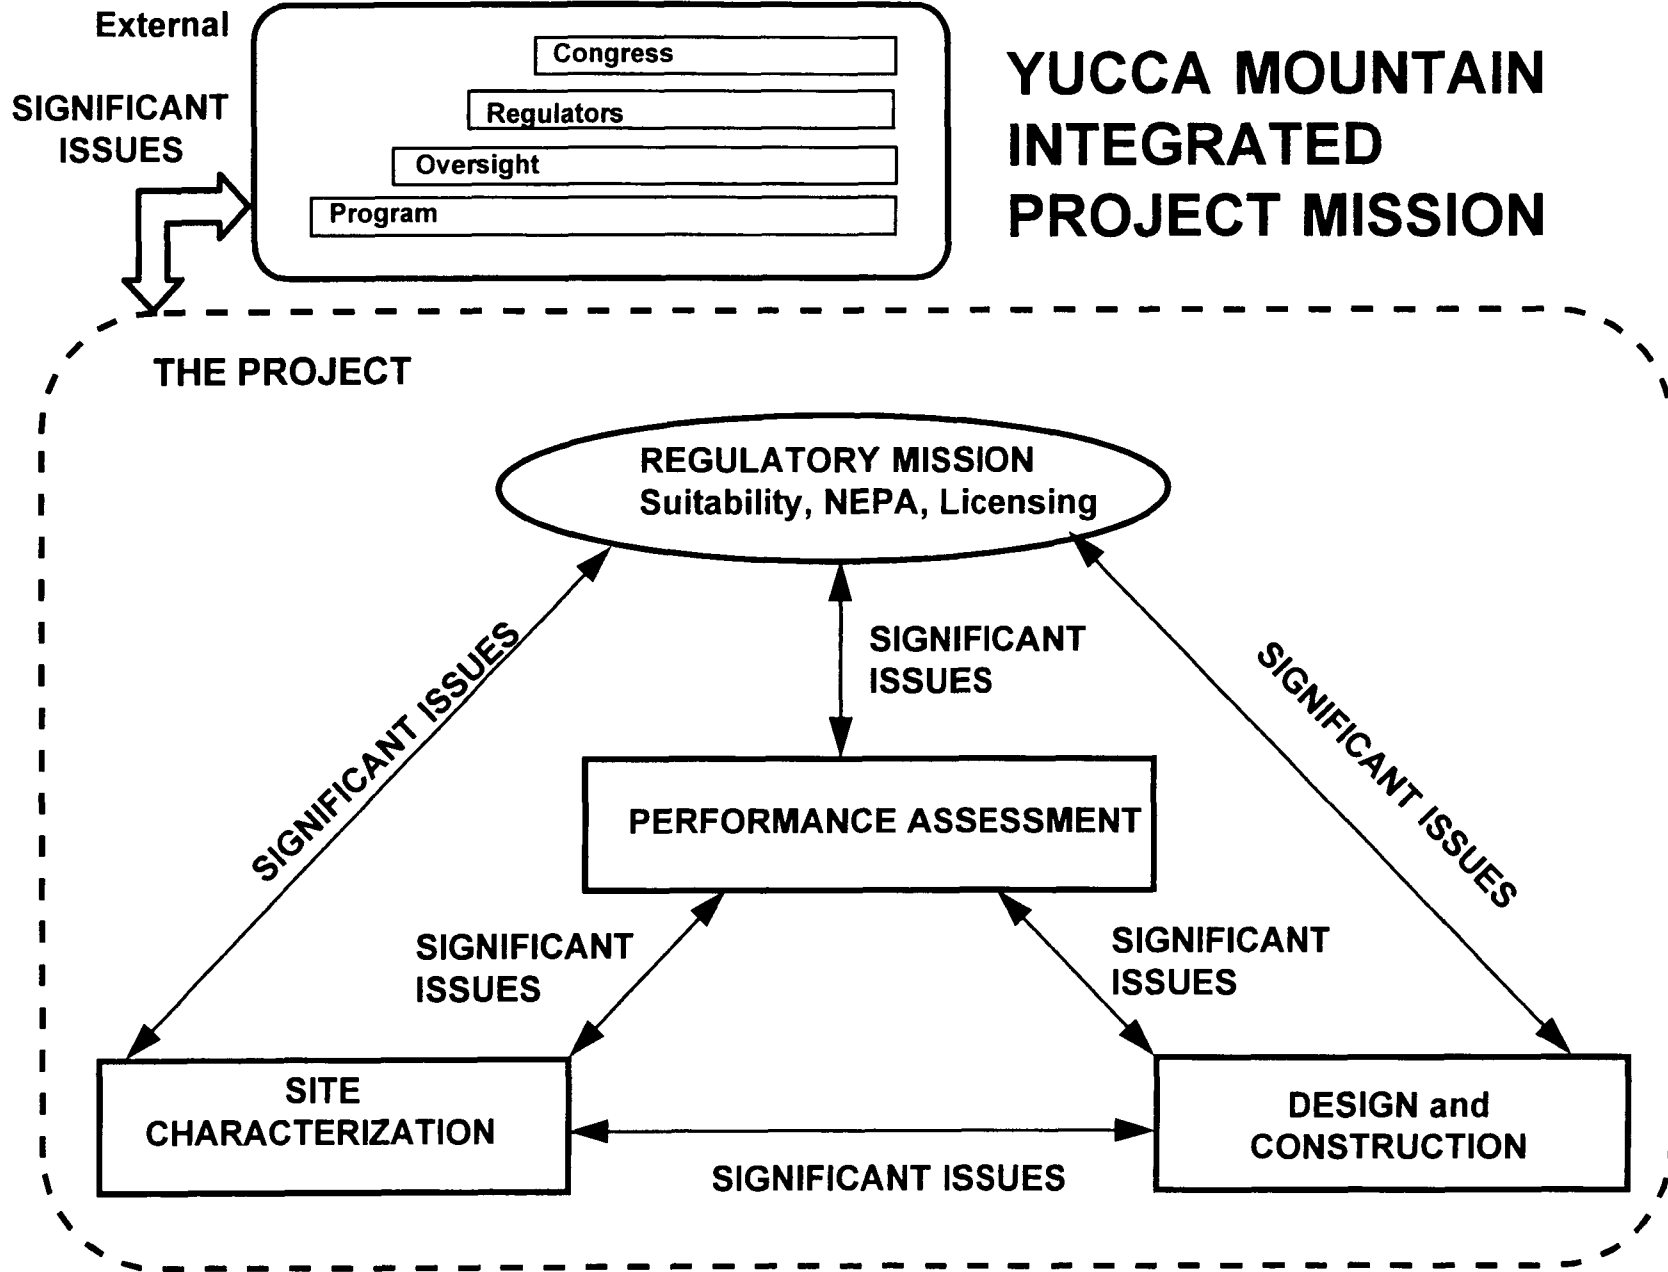 External
SIGNIFICANT
ISSUES
Congress
Regulators
Oversight
Program
YUCCA MOUNTAIN
INTEGRATED
PROJECT MISSION
THE PROJECT
REGULATORY MISSION
Suitability, NEPA, Licensing
SIGNIFICANT ISSUES
SIGNIFICANT
ISSUES
SIGNIFICANT ISSUES
PERFORMANCE ASSESSMENT
SIGNIFICANT
ISSUES
SIGNIFICANT
ISSUES
SITE
CHARACTERIZATION
SIGNIFICANT ISSUES
DESIGN and
CONSTRUCTION